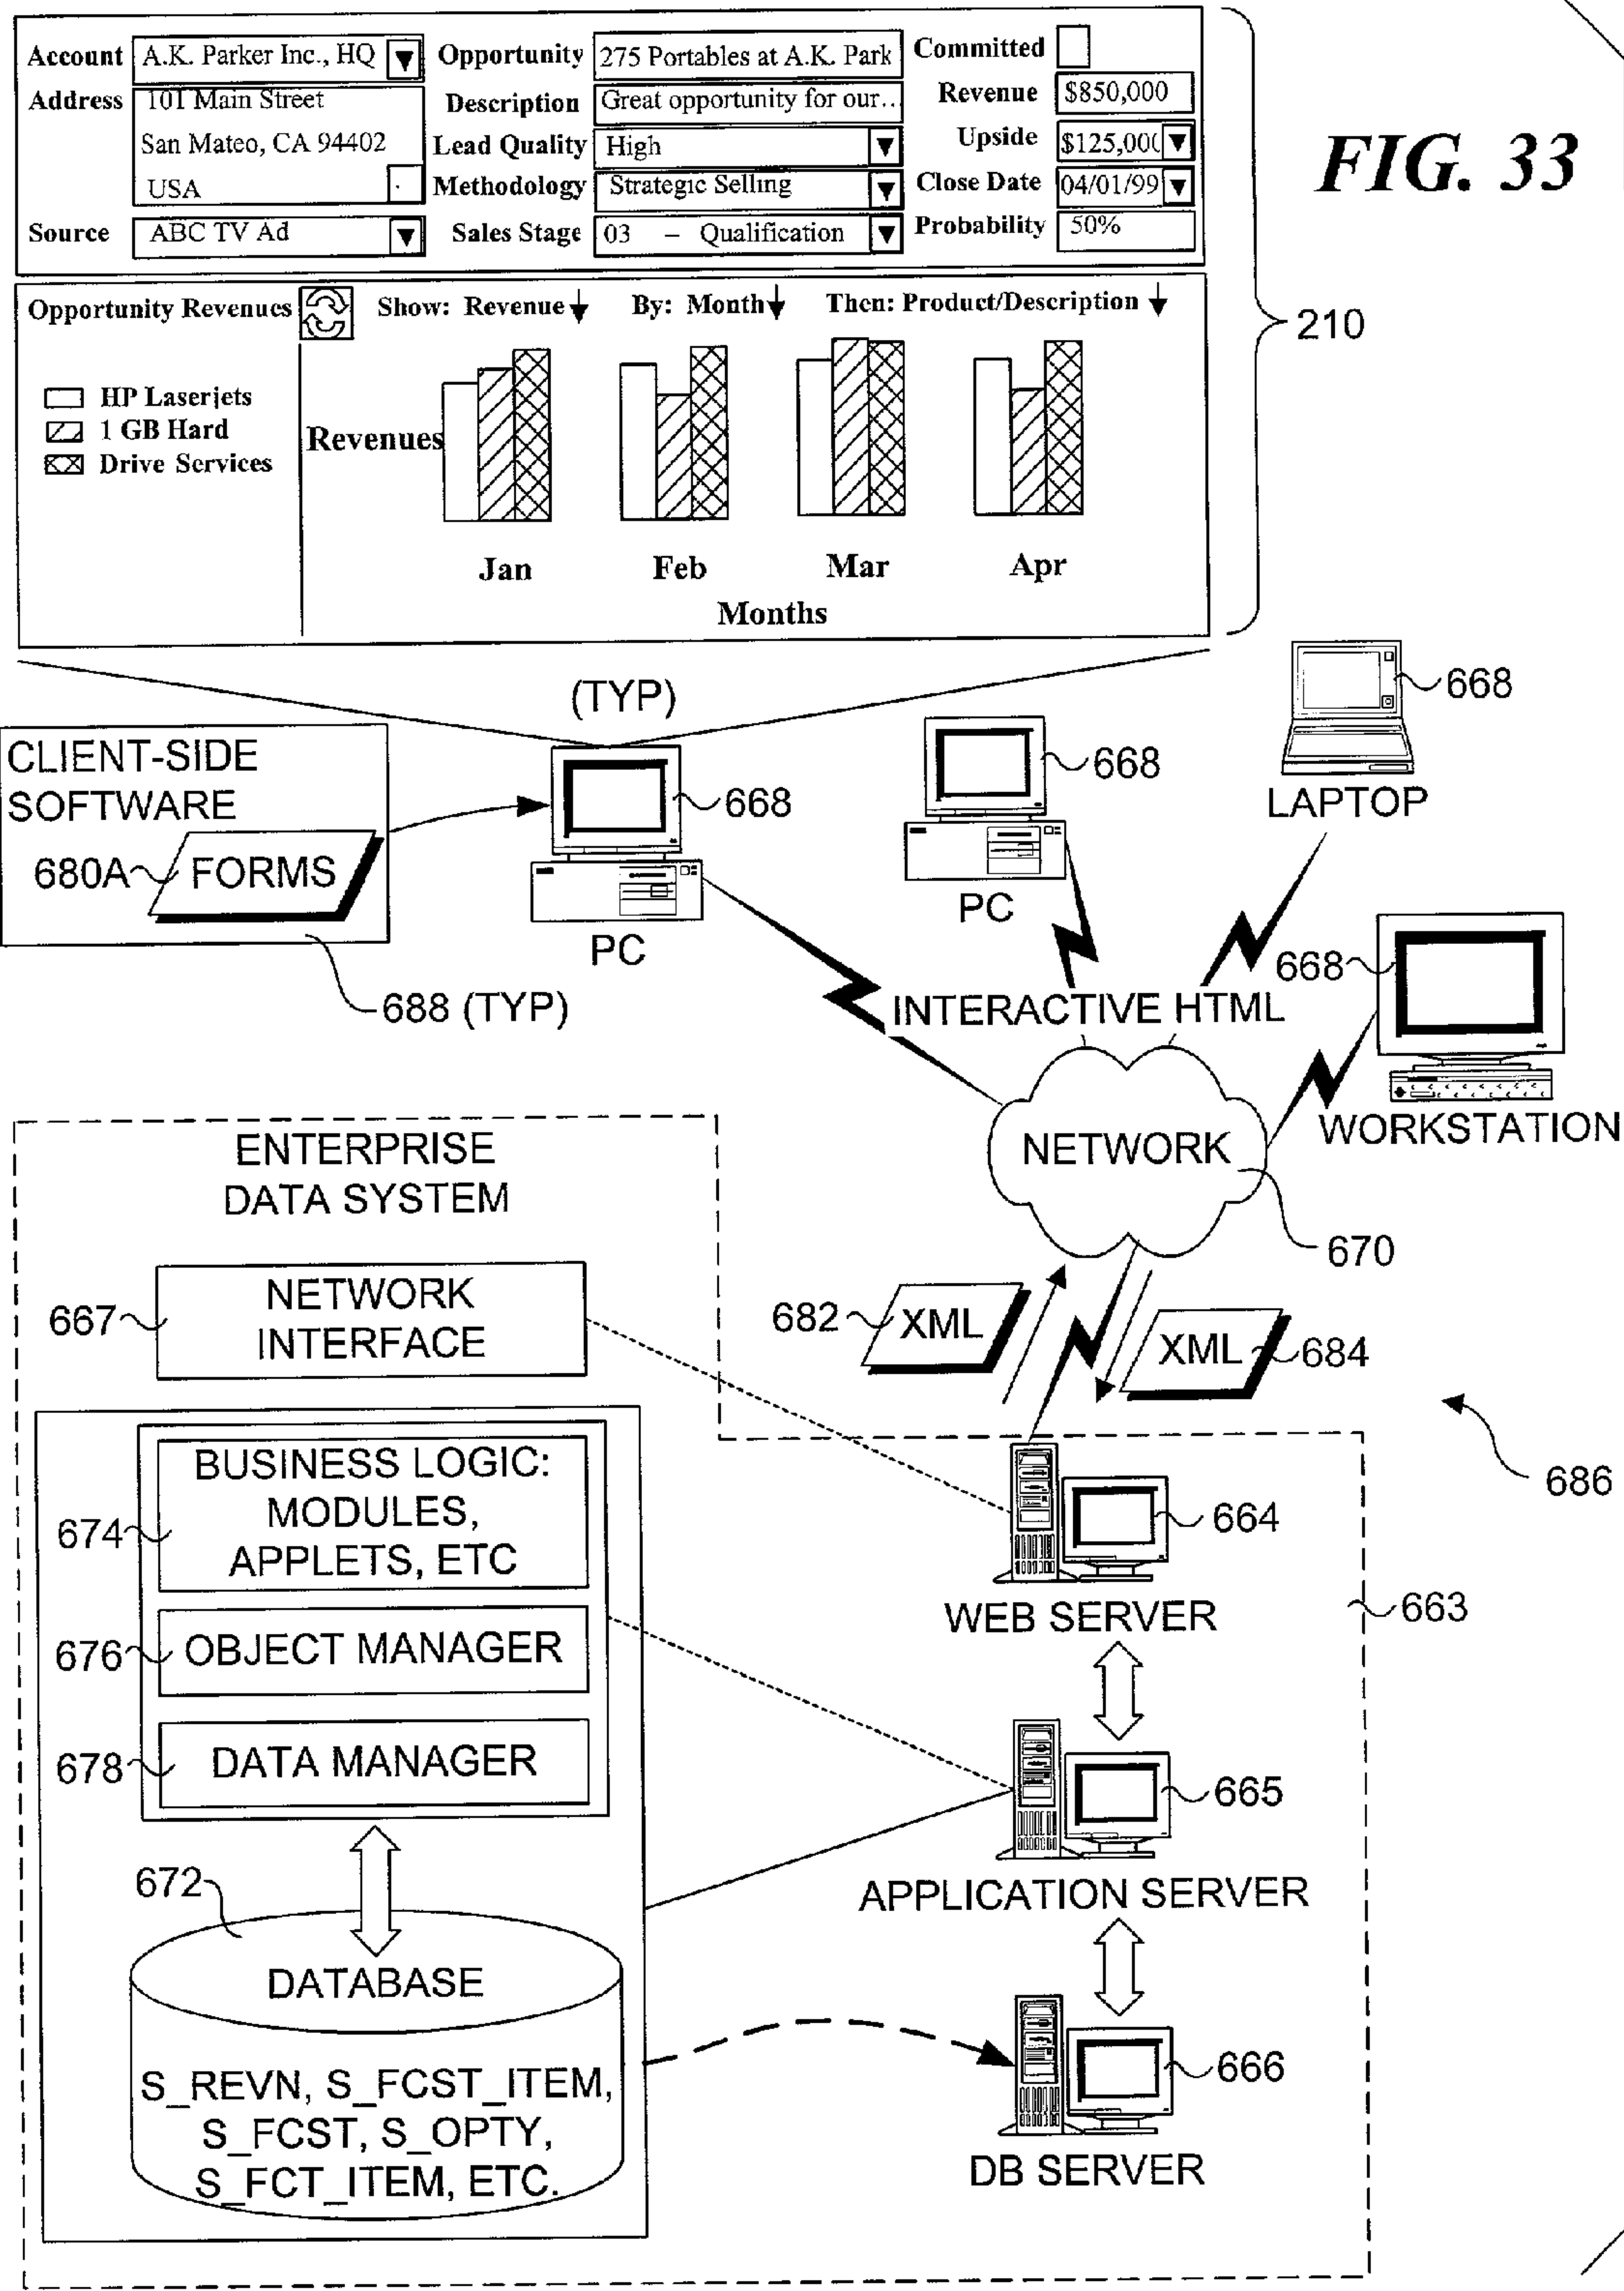 FIG. 33
Account A.K. Parker Inc., HQ Opportunity 275 Portables at A.K. Park Committed
Address 101 Main Street Description Great opportunity for our.. Revenue $850,000
San Mateo, CA 94402 Lead Quality High Upside $125,00(
USA Methodology Strategic Selling Close Date 04/01/99
Source ABC TV Ad Sales Stage 03 – Qualification Probability 50%
Opportunity Revenues Show: Revenue By: Month Then: Product/Description
210
HP Laserjets
1 GB Hard
Drive Services
Revenues
Jan Feb Mar Apr
Months
(TYP)
668
LAPTOP
668
PC
668
PC
CLIENT-SIDE
SOFTWARE
680A FORMS
688 (TYP)
INTERACTIVE HTML
668
WORKSTATION
NETWORK
670
682 XML
XML 684
686
ENTERPRISE
DATA SYSTEM
667 NETWORK
INTERFACE
674 BUSINESS LOGIC:
MODULES,
APPLETS, ETC
676 OBJECT MANAGER
678 DATA MANAGER
672
DATABASE
S_REVN, S_FCST_ITEM,
S_FCST, S_OPTY,
S_FCT_ITEM, ETC.
664
WEB SERVER
663
665
APPLICATION SERVER
666
DB SERVER